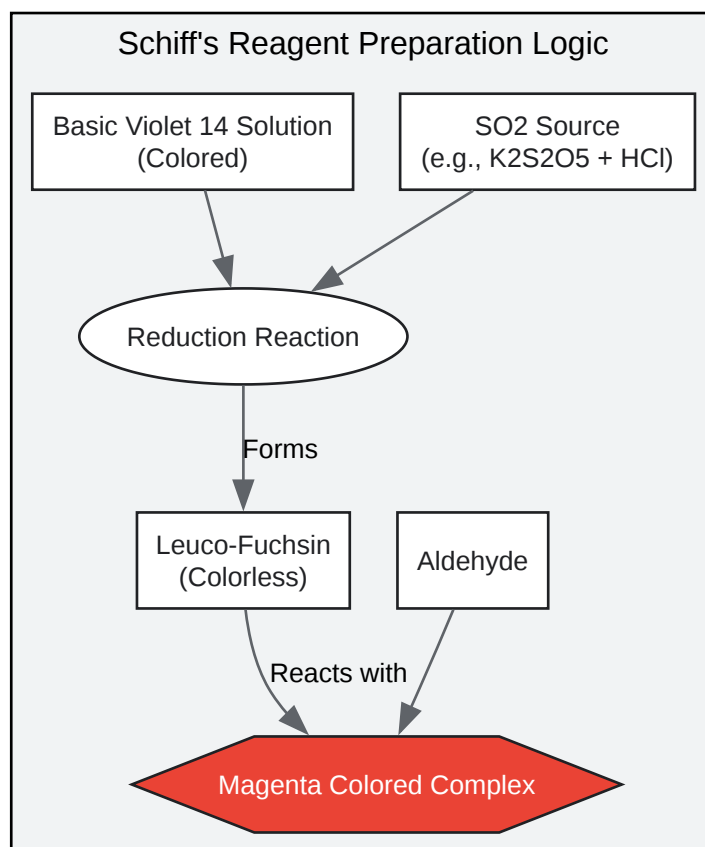 Schiff's Reagent Preparation Logic
Basic Violet 14 Solution
(Colored)
SO2 Source
(e.g., K2S2O5 + HCl)
Reduction Reaction
Forms
Leuco-Fuchsin
(Colorless)
Aldehyde
Reacts with
Magenta Colored Complex